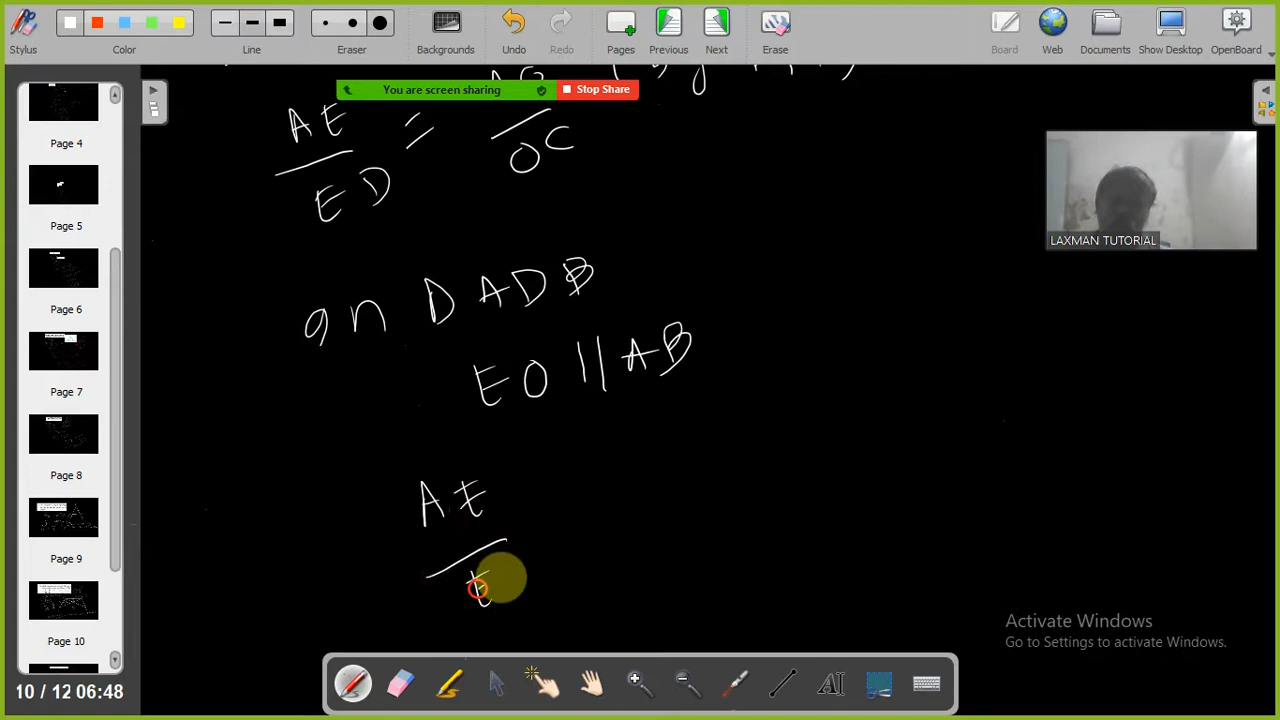 Stylus Color Line Eraser Backgrounds Undo Redo Pages Previous Next Erase Board Web Documents Show Desktop OpenBoard
You are screen sharing Stop Share
AE = 
ED OC
Page 4
Page 5
Page 6
Page 7
Page 8
Page 9
Page 10
10 / 12 06:48
LAXMAN TUTORIAL
In D ADB
EO || AB
AE
E
Activate Windows
Go to Settings to activate Windows.
AI